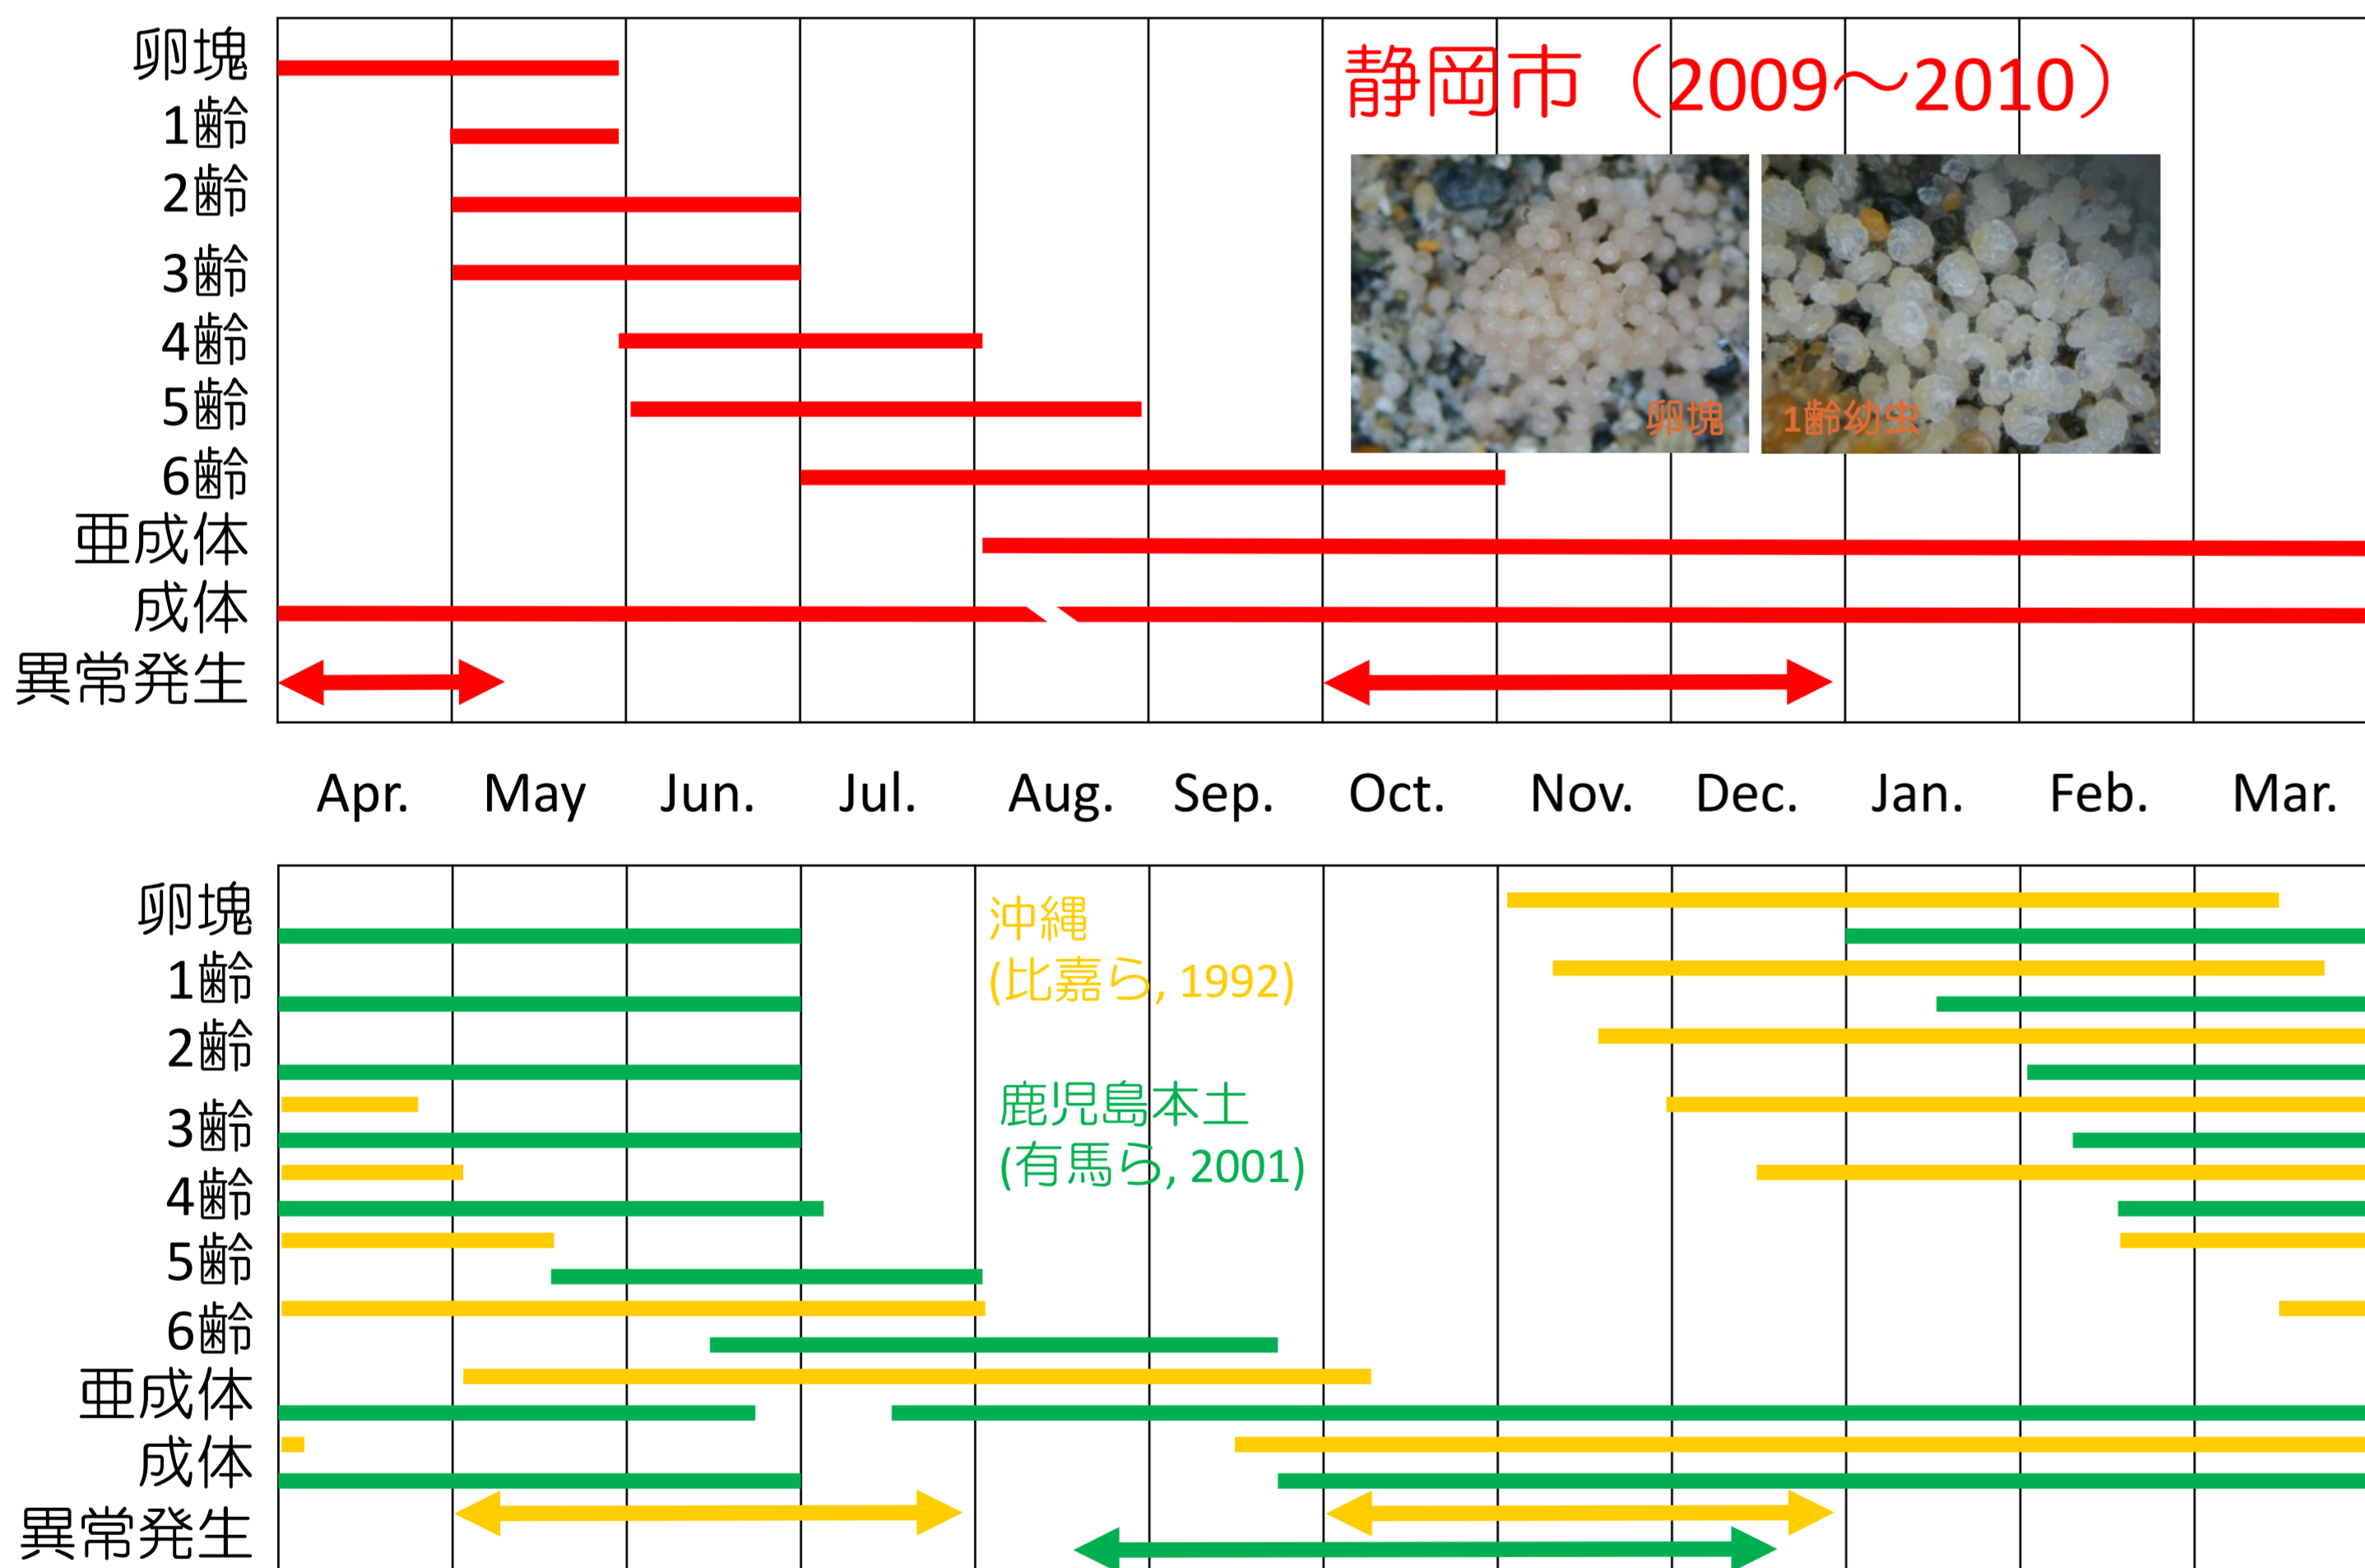 静岡市（2009～2010）
卵塊
1齢
2齢
3齢
4齢
5齢
6齢
亜成体
成体
異常発生
卵塊
1齢幼虫
Apr. May Jun. Jul. Aug. Sep. Oct. Nov. Dec. Jan. Feb. Mar.
卵塊
1齢
2齢
3齢
4齢
5齢
6齢
亜成体
成体
異常発生
沖縄
(比嘉ら, 1992)
鹿児島本土
(有馬ら, 2001)